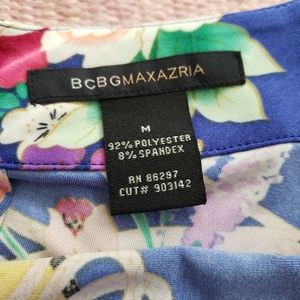 BCBGMAXAZRIA
M
92% POLYESTER
8% SPANDEX
RN 86297
CUT# 903142